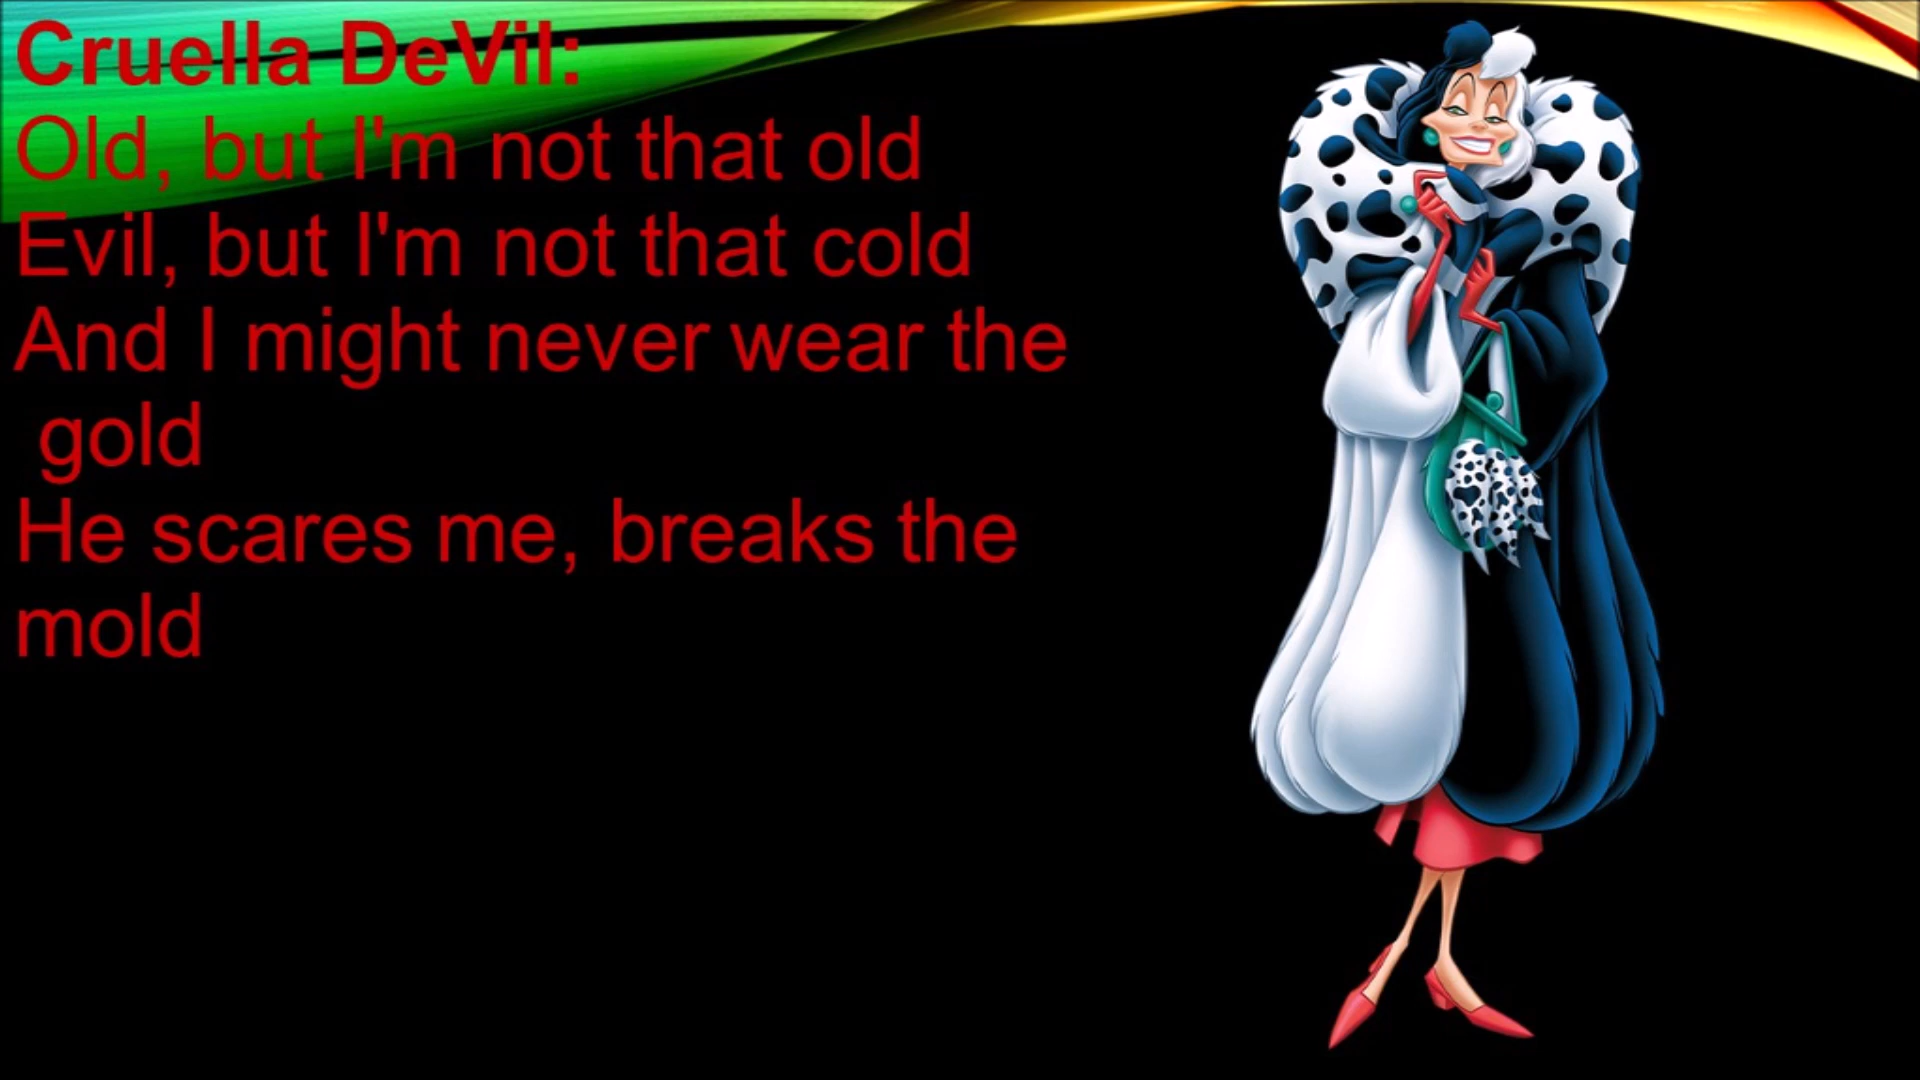 Cruella DeVil:
Old, but I'm not that old
Evil, but I'm not that cold
And I might never wear the
gold
He scares me, breaks the
mold